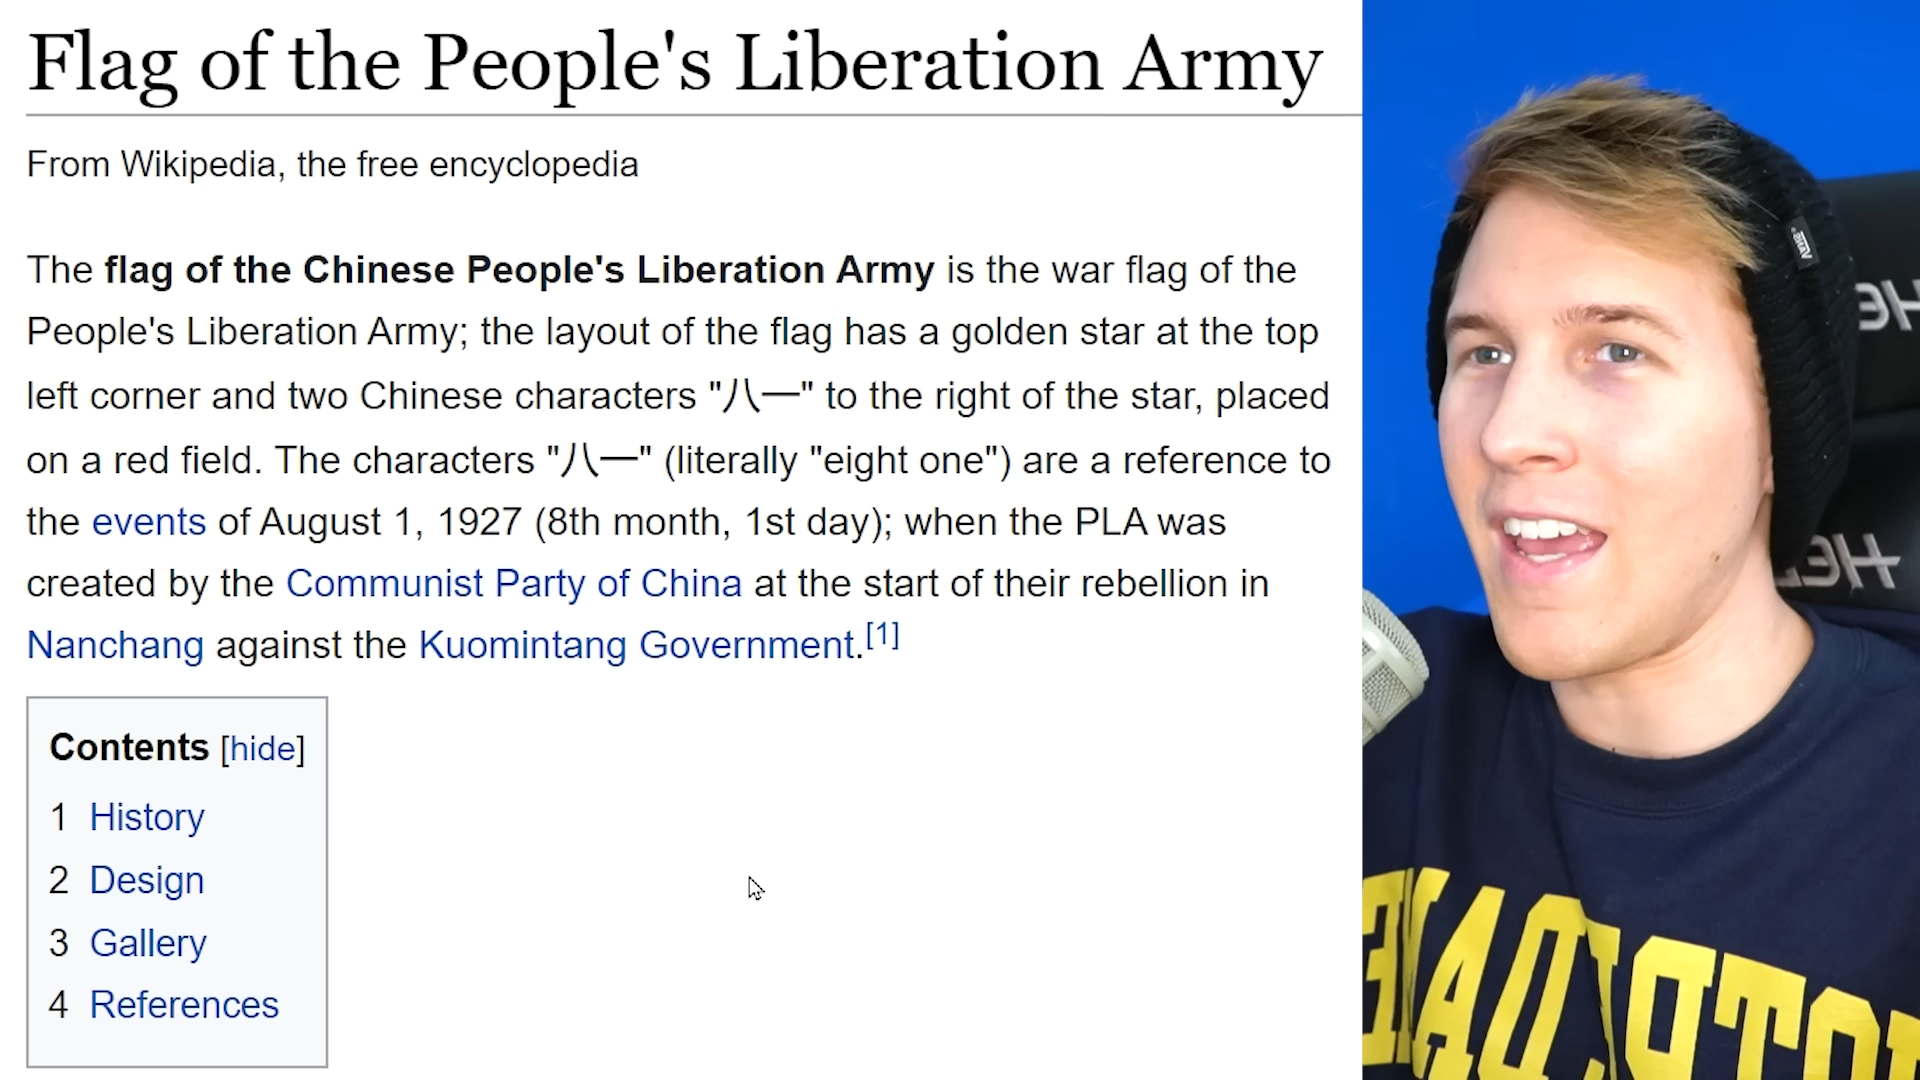 Flag of the People's Liberation Army
From Wikipedia, the free encyclopedia
The flag of the Chinese People's Liberation Army is the war flag of the
People's Liberation Army; the layout of the flag has a golden star at the top
left corner and two Chinese characters "八一" to the right of the star, placed
on a red field. The characters "八一" (literally "eight one") are a reference to
the events of August 1, 1927 (8th month, 1st day); when the PLA was
created by the Communist Party of China at the start of their rebellion in
Nanchang against the Kuomintang Government.[1]
Contents [hide]
1 History
2 Design
3 Gallery
4 References
VANS